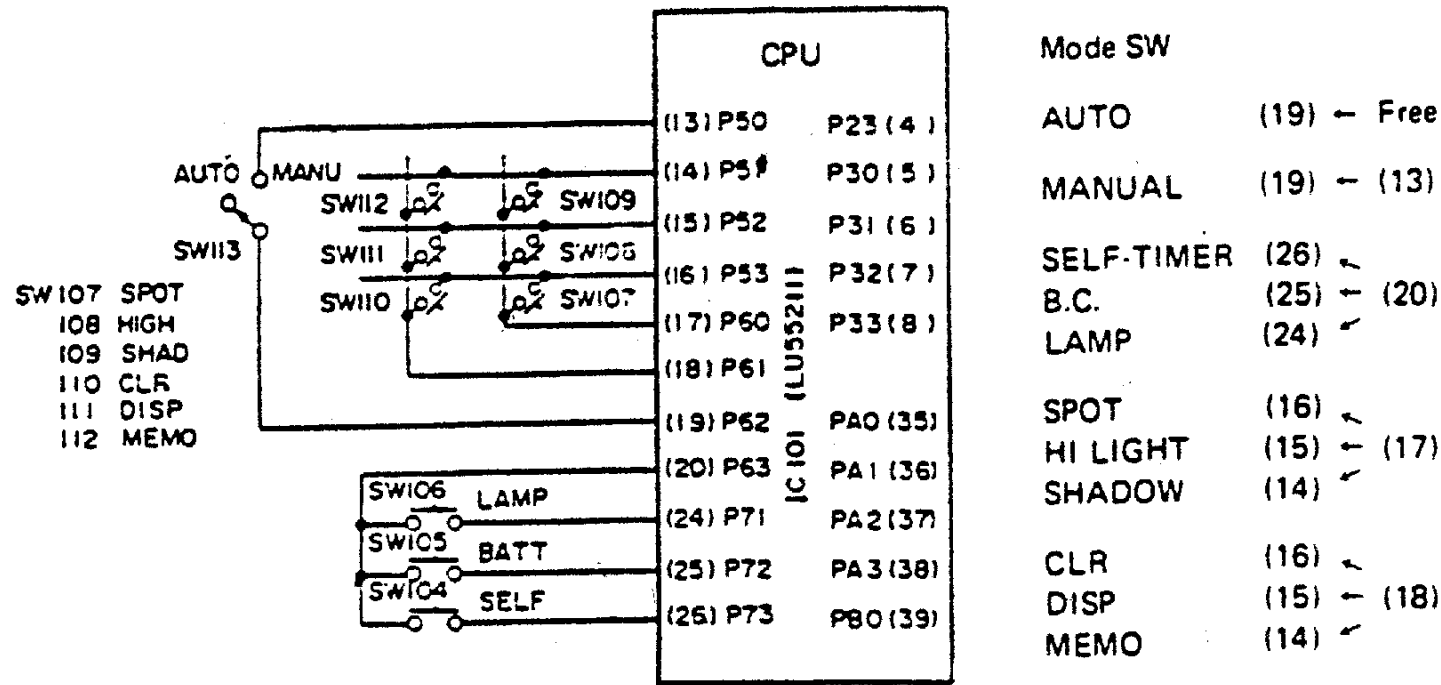 CPU
(13) P50 P23 (4)
(14) P51 P30 (5)
(15) P52 P31 (6)
(16) P53 P32 (7)
(17) P60 P33 (8)
(18) P61
(19) P62 PA0 (35)
(20) P63 PA1 (36)
(24) P71 PA2 (37)
(25) P72 PA3 (38)
(26) P73 PB0 (39)
IC101 (LU55211)
AUTO MANU
SW113
SW112 SW109
SW111 SW108
SW110 SW107
SW107 SPOT
108 HIGH
109 SHAD
110 CLR
111 DISP
112 MEMO
SW106 LAMP
SW105 BATT
SW104 SELF
Mode SW
AUTO (19) ← Free
MANUAL (19) ← (13)
SELF-TIMER (26)
B.C. (25) ← (20)
LAMP (24)
SPOT (16)
HI LIGHT (15) ← (17)
SHADOW (14)
CLR (16)
DISP (15) ← (18)
MEMO (14)